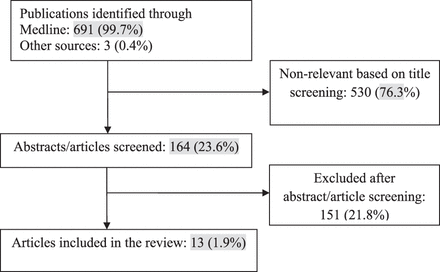 Publications identified through
Medline: 691 (99.7%)
Other sources: 3 (0.4%)
Non-relevant based on title
screening: 530 (76.3%)
Abstracts/articles screened: 164 (23.6%)
Excluded after
abstract/article screening:
151 (21.8%)
Articles included in the review: 13 (1.9%)